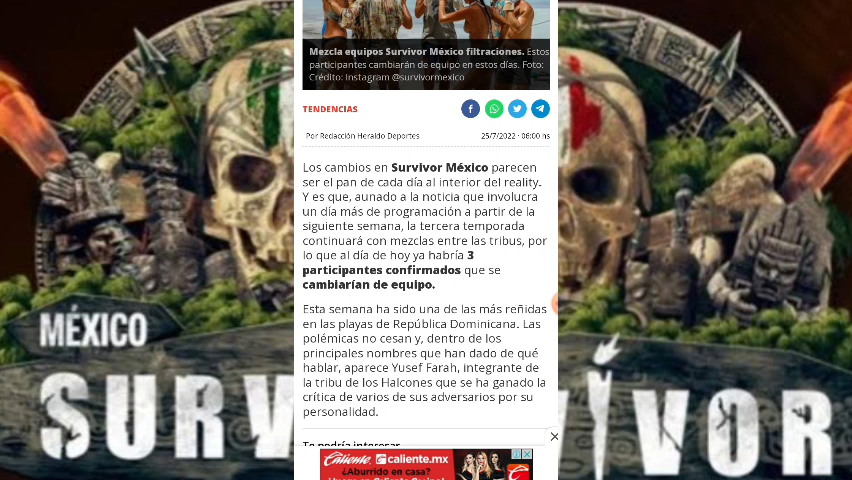 Mezcla equipos Survivor México filtraciones. Estos
participantes cambiarán de equipo en estos días. Foto:
Crédito: Instagram @survivormexico
TENDENCIAS
Por Redacción Heraldo Deportes
25/7/2022 · 06:00 hs
Los cambios en Survivor México parecen
ser el pan de cada día al interior del reality.
Y es que, aunado a la noticia que involucra
un día más de programación a partir de la
siguiente semana, la tercera temporada
continuará con mezclas entre las tribus, por
lo que al día de hoy ya habría 3
participantes confirmados que se
cambiarían de equipo.
Esta semana ha sido una de las más reñidas
en las playas de República Dominicana. Las
polémicas no cesan y, dentro de los
principales nombres que han dado de qué
hablar, aparece Yusef Farah, integrante de
la tribu de los Halcones que se ha ganado la
crítica de varios de sus adversarios por su
personalidad.
Te podría interesar
Caliente caliente.mx
¿Aburrido en casa?
MÉXICO
SURV
VIVOR